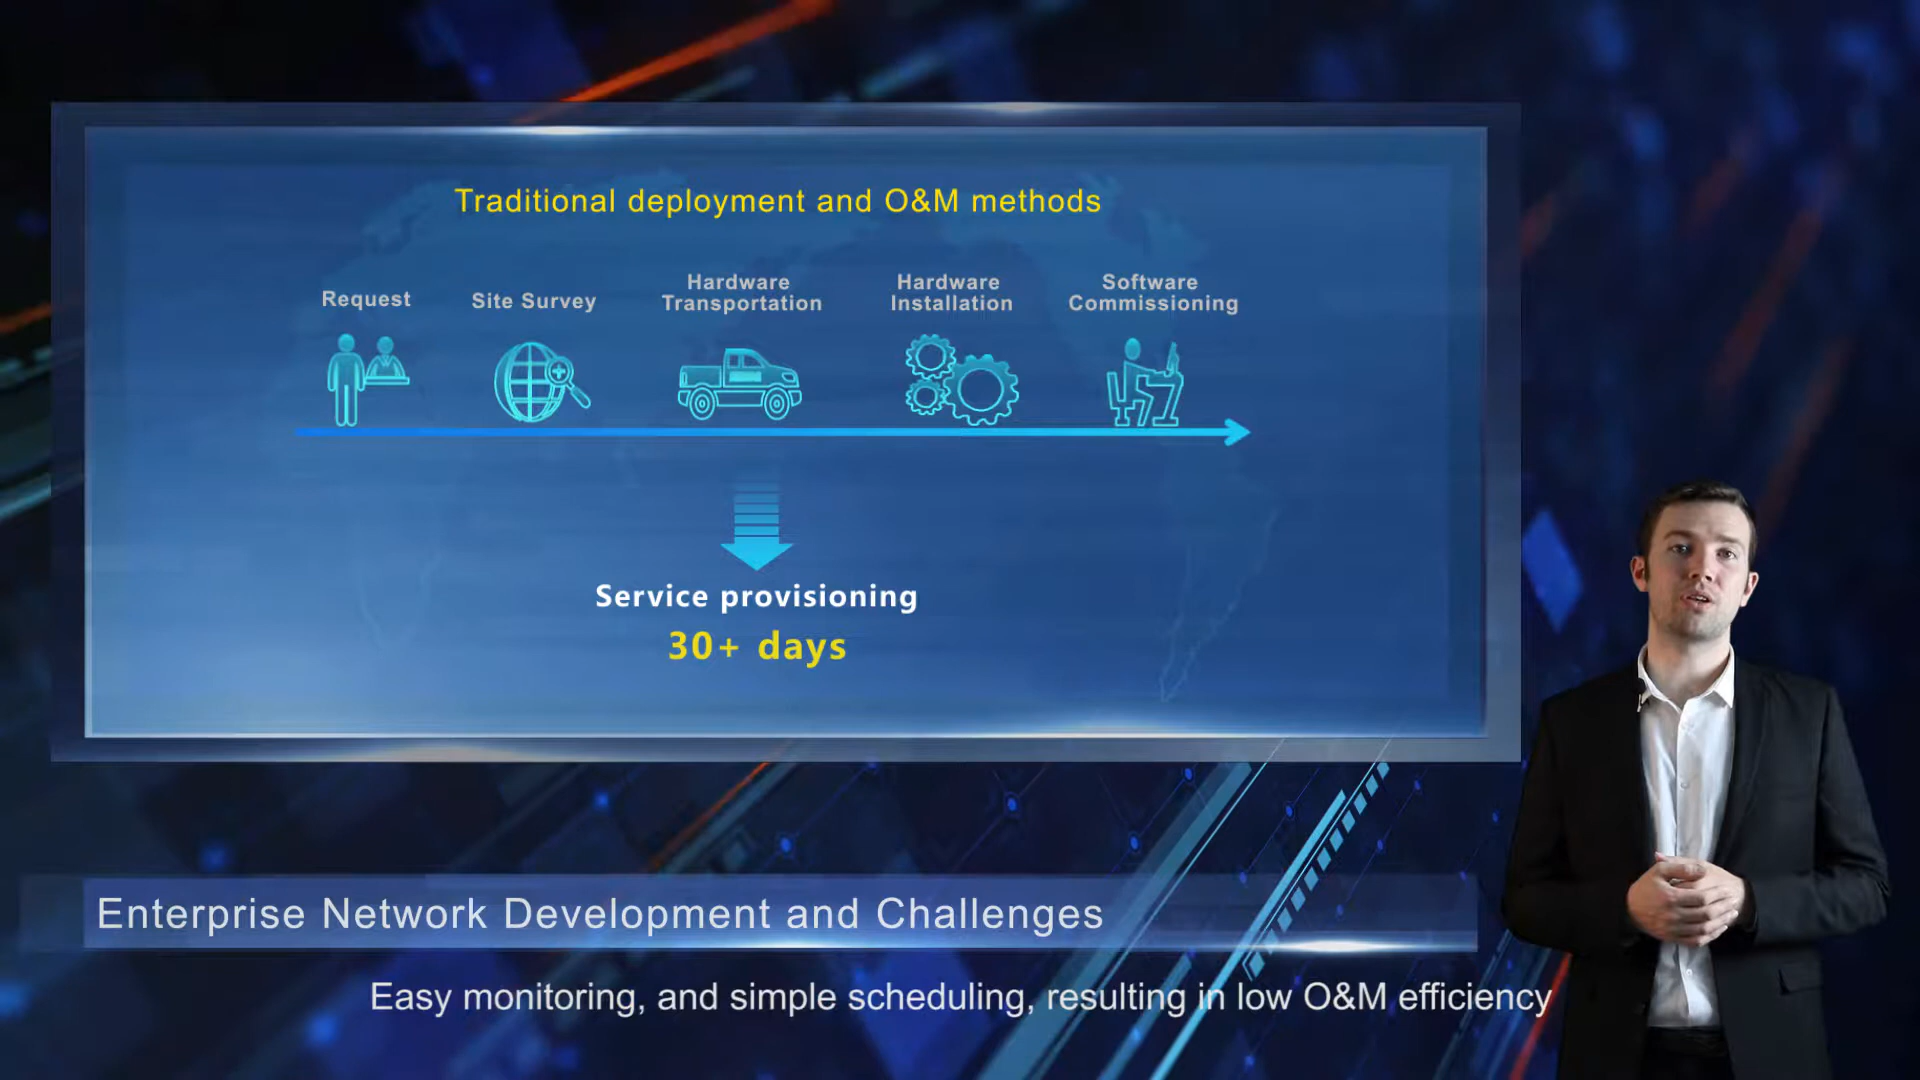 Traditional deployment and O&M methods
Request
Site Survey
Hardware
Transportation
Hardware
Installation
Software
Commissioning
Service provisioning
30+ days
Enterprise Network Development and Challenges
Easy monitoring, and simple scheduling, resulting in low O&M efficiency